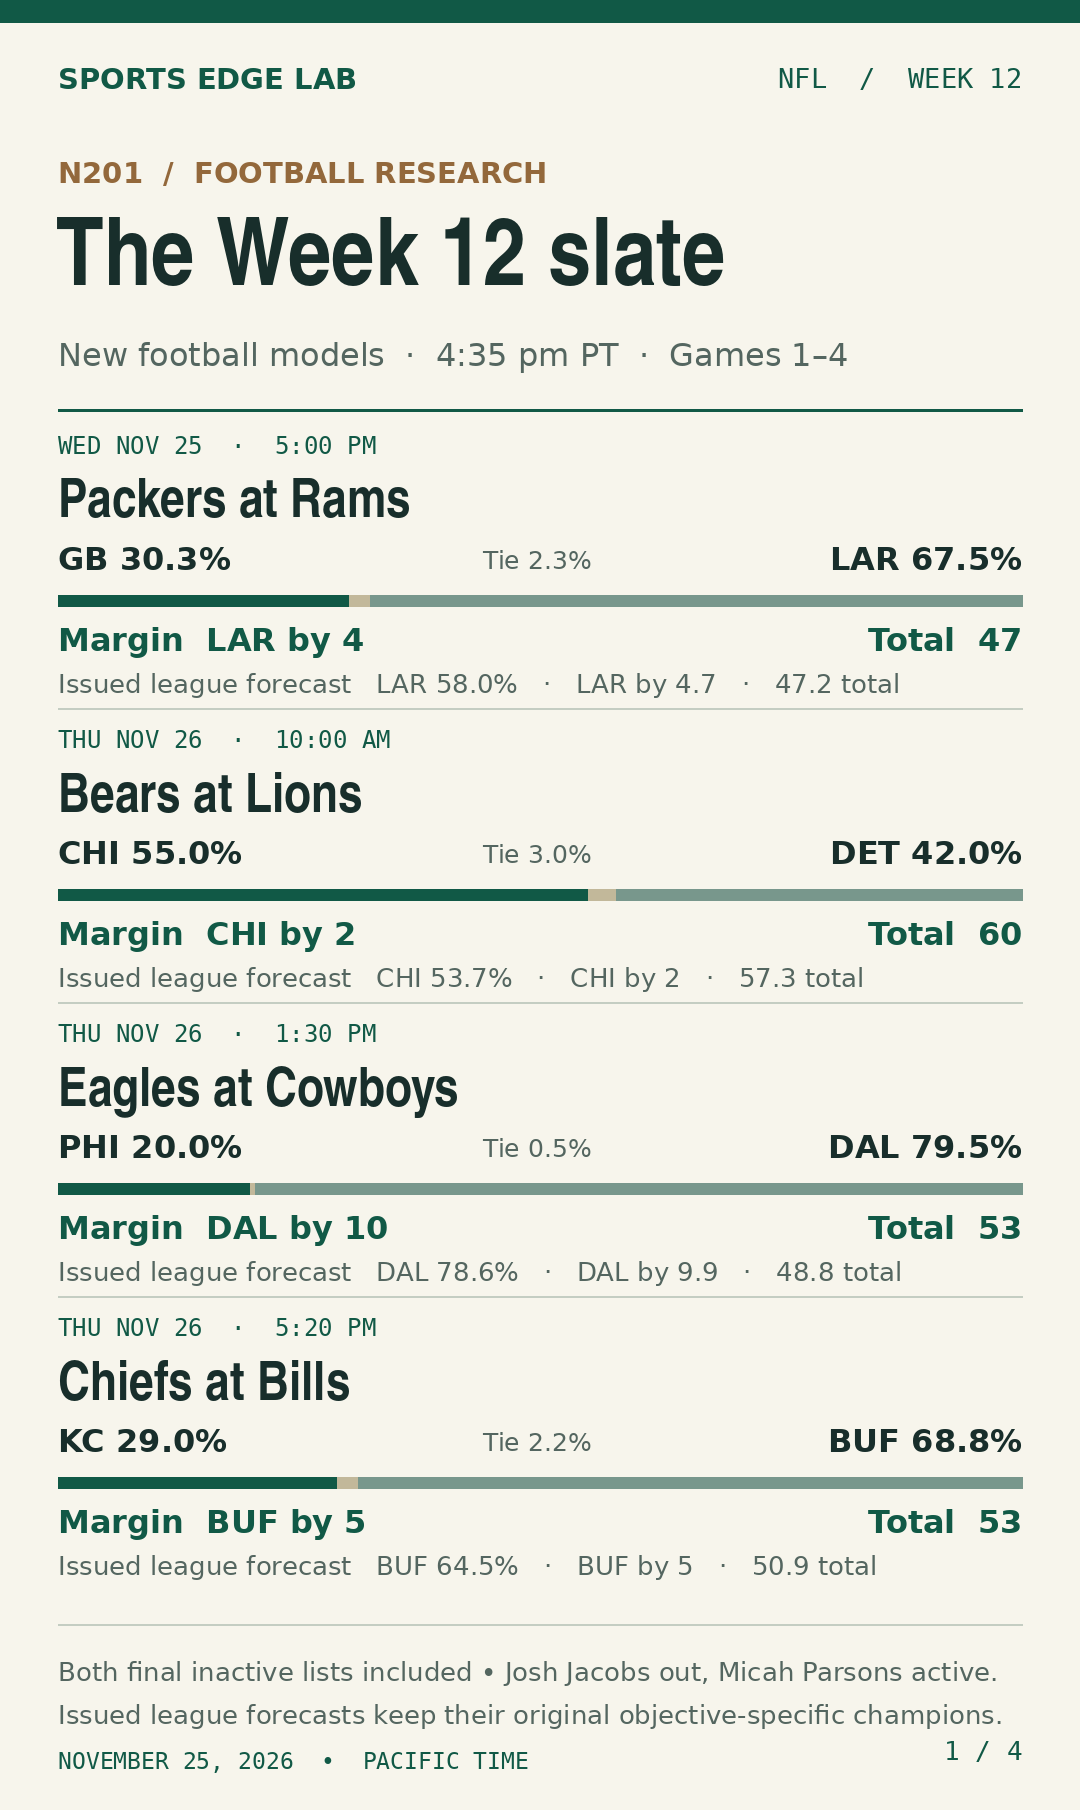 SPORTS EDGE LAB
NFL / WEEK 12
N201 / FOOTBALL RESEARCH
The Week 12 slate
New football models · 4:35 pm PT · Games 1–4
WED NOV 25 · 5:00 PM
Packers at Rams
GB 30.3% Tie 2.3% LAR 67.5%
Margin LAR by 4 Total 47
Issued league forecast LAR 58.0% · LAR by 4.7 · 47.2 total
THU NOV 26 · 10:00 AM
Bears at Lions
CHI 55.0% Tie 3.0% DET 42.0%
Margin CHI by 2 Total 60
Issued league forecast CHI 53.7% · CHI by 2 · 57.3 total
THU NOV 26 · 1:30 PM
Eagles at Cowboys
PHI 20.0% Tie 0.5% DAL 79.5%
Margin DAL by 10 Total 53
Issued league forecast DAL 78.6% · DAL by 9.9 · 48.8 total
THU NOV 26 · 5:20 PM
Chiefs at Bills
KC 29.0% Tie 2.2% BUF 68.8%
Margin BUF by 5 Total 53
Issued league forecast BUF 64.5% · BUF by 5 · 50.9 total
Both final inactive lists included • Josh Jacobs out, Micah Parsons active.
Issued league forecasts keep their original objective-specific champions.
NOVEMBER 25, 2026 • PACIFIC TIME
1 / 4